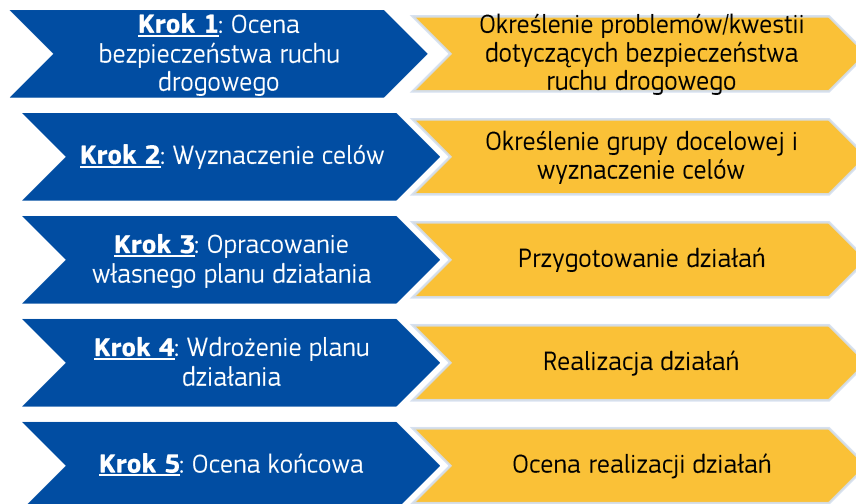 Krok 1: Ocena
bezpieczeństwa ruchu
drogowego
Określenie problemów/kwestii
dotyczących bezpieczeństwa
ruchu drogowego
Krok 2: Wyznaczenie celów
Określenie grupy docelowej i
wyznaczenie celów
Krok 3: Opracowanie
własnego planu działania
Przygotowanie działań
Krok 4: Wdrożenie planu
działania
Realizacja działań
Krok 5: Ocena końcowa
Ocena realizacji działań